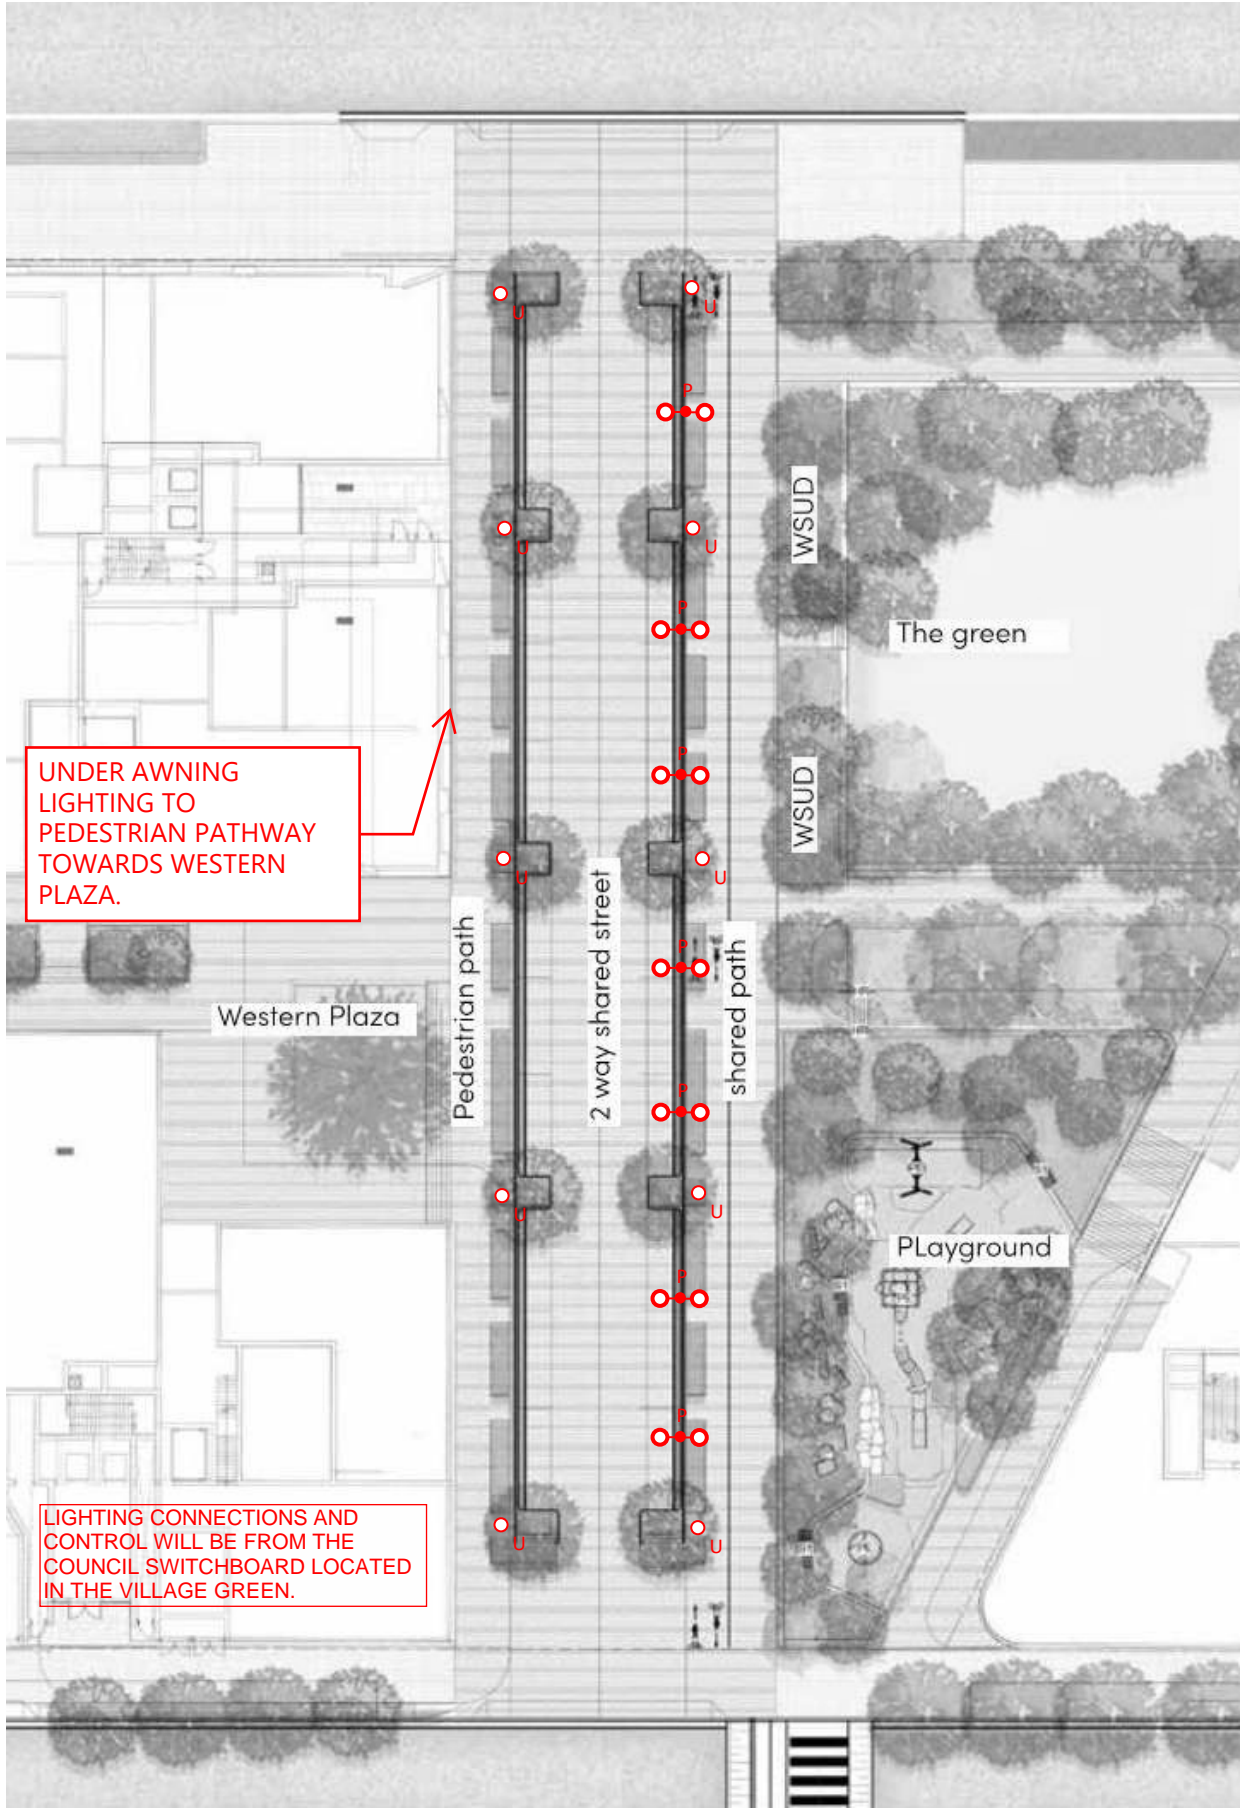 U
U
P
WSUD
U
U
P
The green
UNDER AWNING
LIGHTING TO
PEDESTRIAN PATHWAY
TOWARDS WESTERN
PLAZA.
P
WSUD
U
U
Pedestrian path
2 way shared street
P
shared path
Western Plaza
P
U
U
PLayground
P
P
LIGHTING CONNECTIONS AND
CONTROL WILL BE FROM THE
COUNCIL SWITCHBOARD LOCATED
IN THE VILLAGE GREEN.
U
U